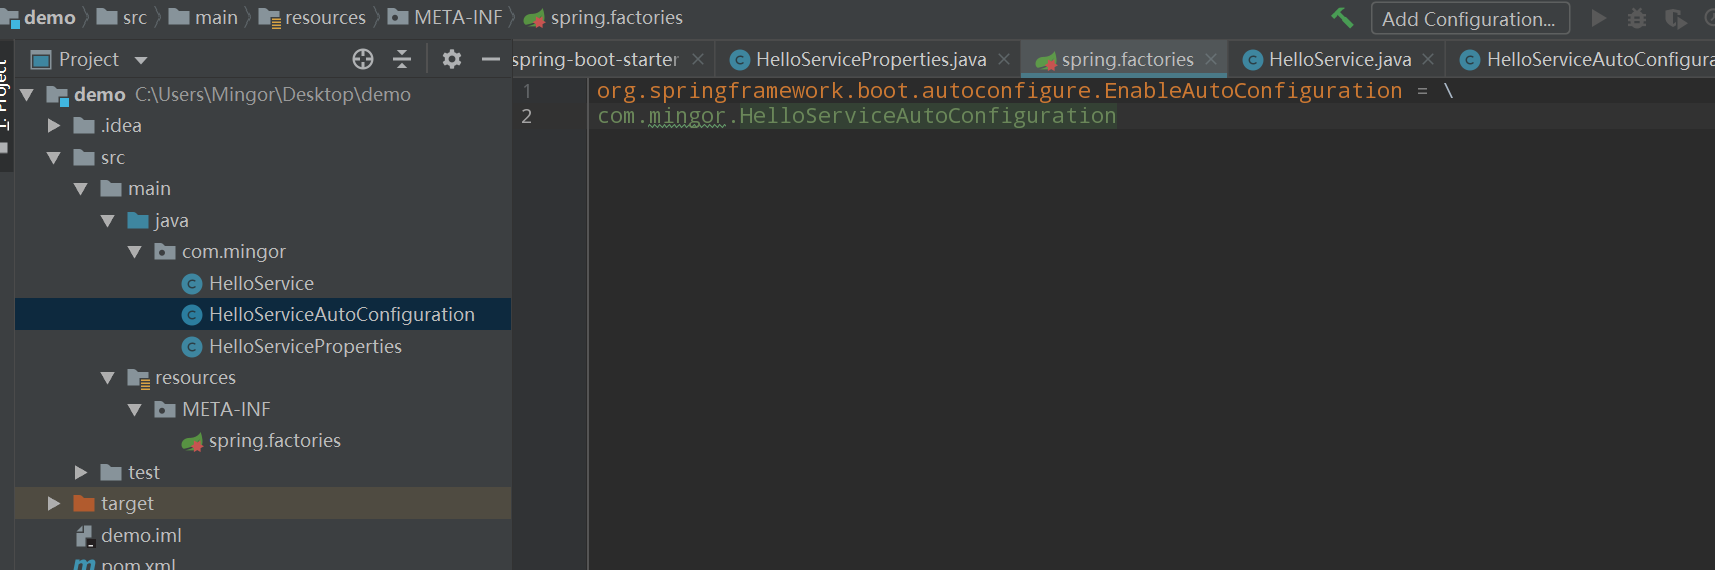 demo src main resources META-INF spring.factories Add Configuration...
Project
Project spring-boot-starter HelloServiceProperties.java spring.factories HelloService.java HelloServiceAutoConfigura
demo C:\Users\Mingor\Desktop\demo
.idea
src
main
java
com.mingor
HelloService
HelloServiceAutoConfiguration
HelloServiceProperties
resources
META-INF
spring.factories
test
target
demo.iml
pom.xml
1 org.springframework.boot.autoconfigure.EnableAutoConfiguration = \
2 com.mingor.HelloServiceAutoConfiguration